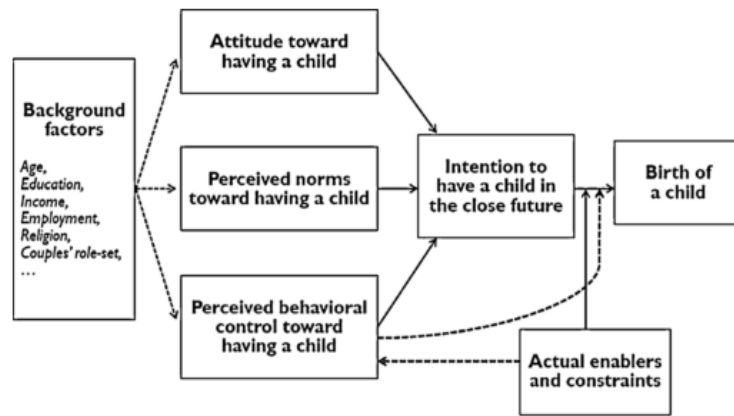 Background
factors
Age,
Education,
Income,
Employment,
Religion,
Couples' role-set,
…
Attitude toward
having a child
Perceived norms
toward having a child
Perceived behavioral
control toward
having a child
Intention to
have a child in
the close future
Birth of
a child
Actual enablers
and constraints